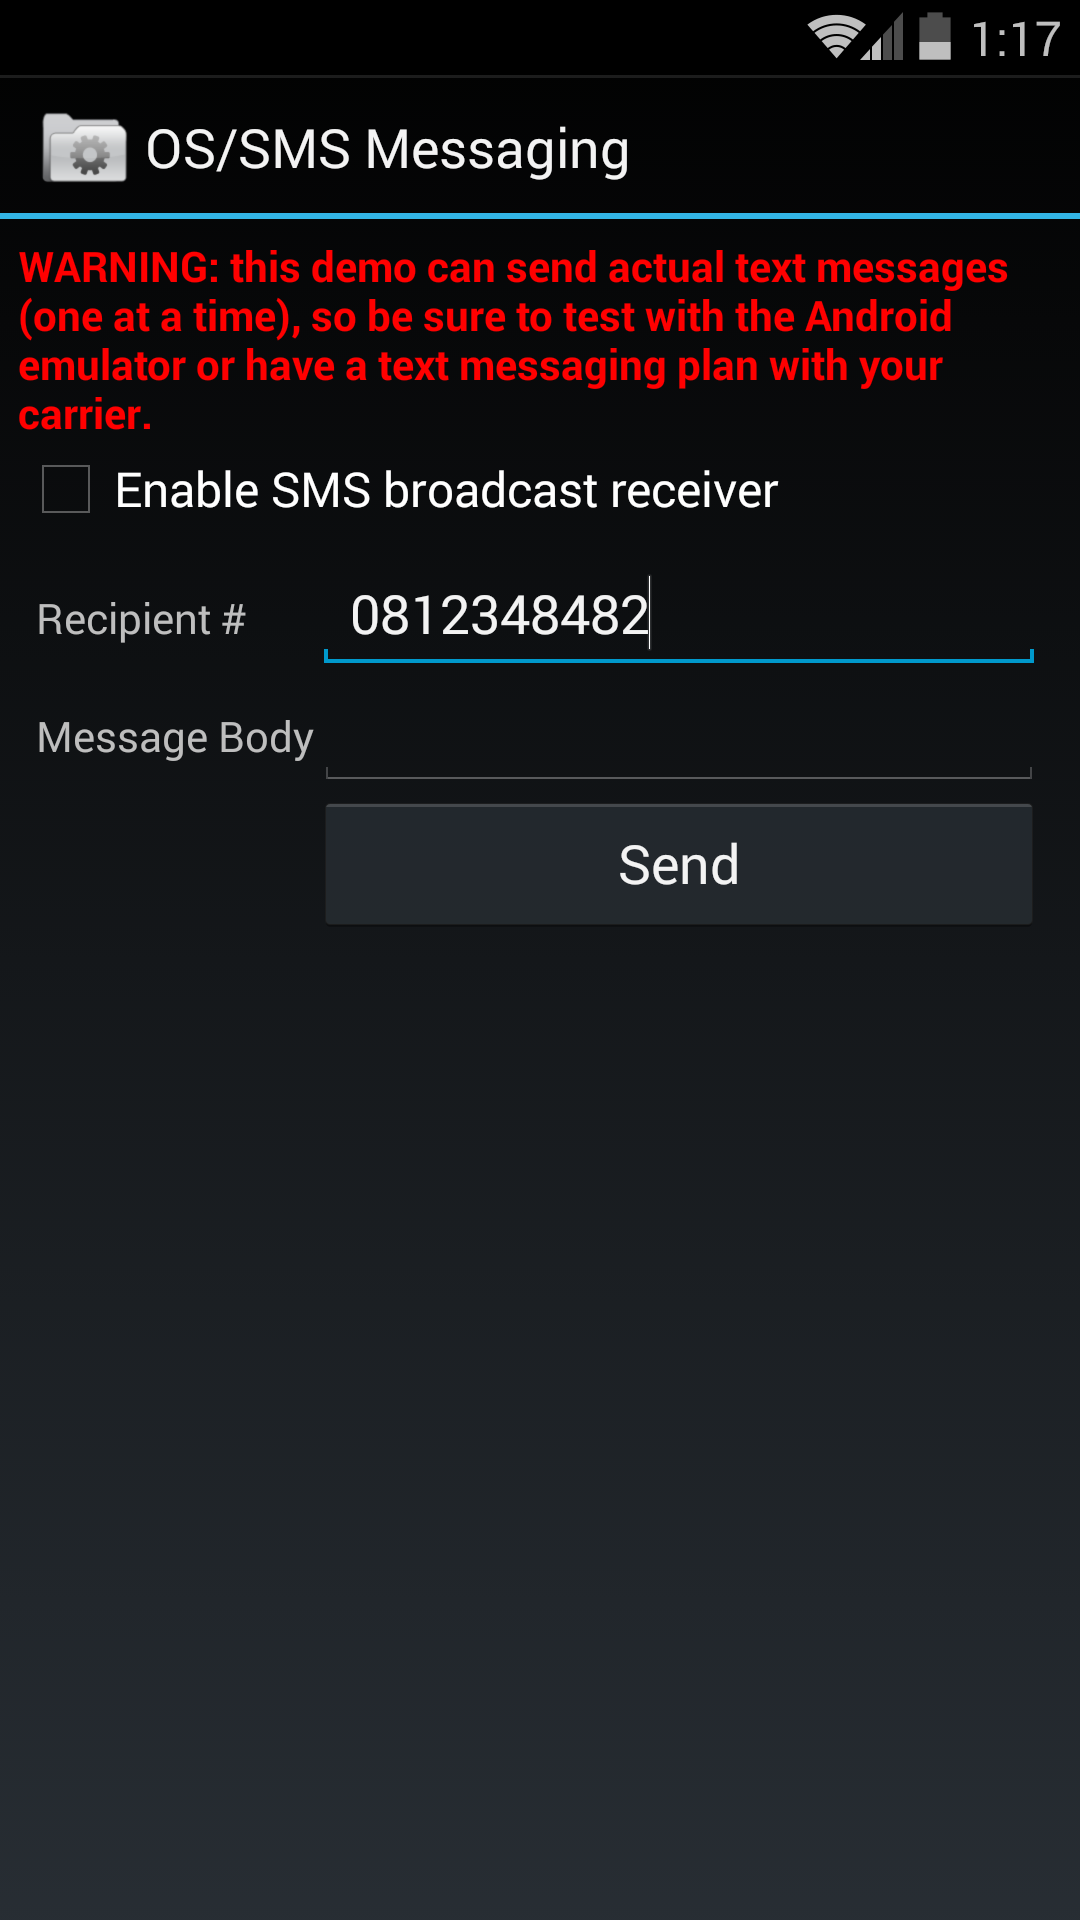 1:17
OS/SMS Messaging
WARNING: this demo can send actual text messages
(one at a time), so be sure to test with the Android
emulator or have a text messaging plan with your
carrier.
Enable SMS broadcast receiver
Recipient # 0812348482
Message Body
Send